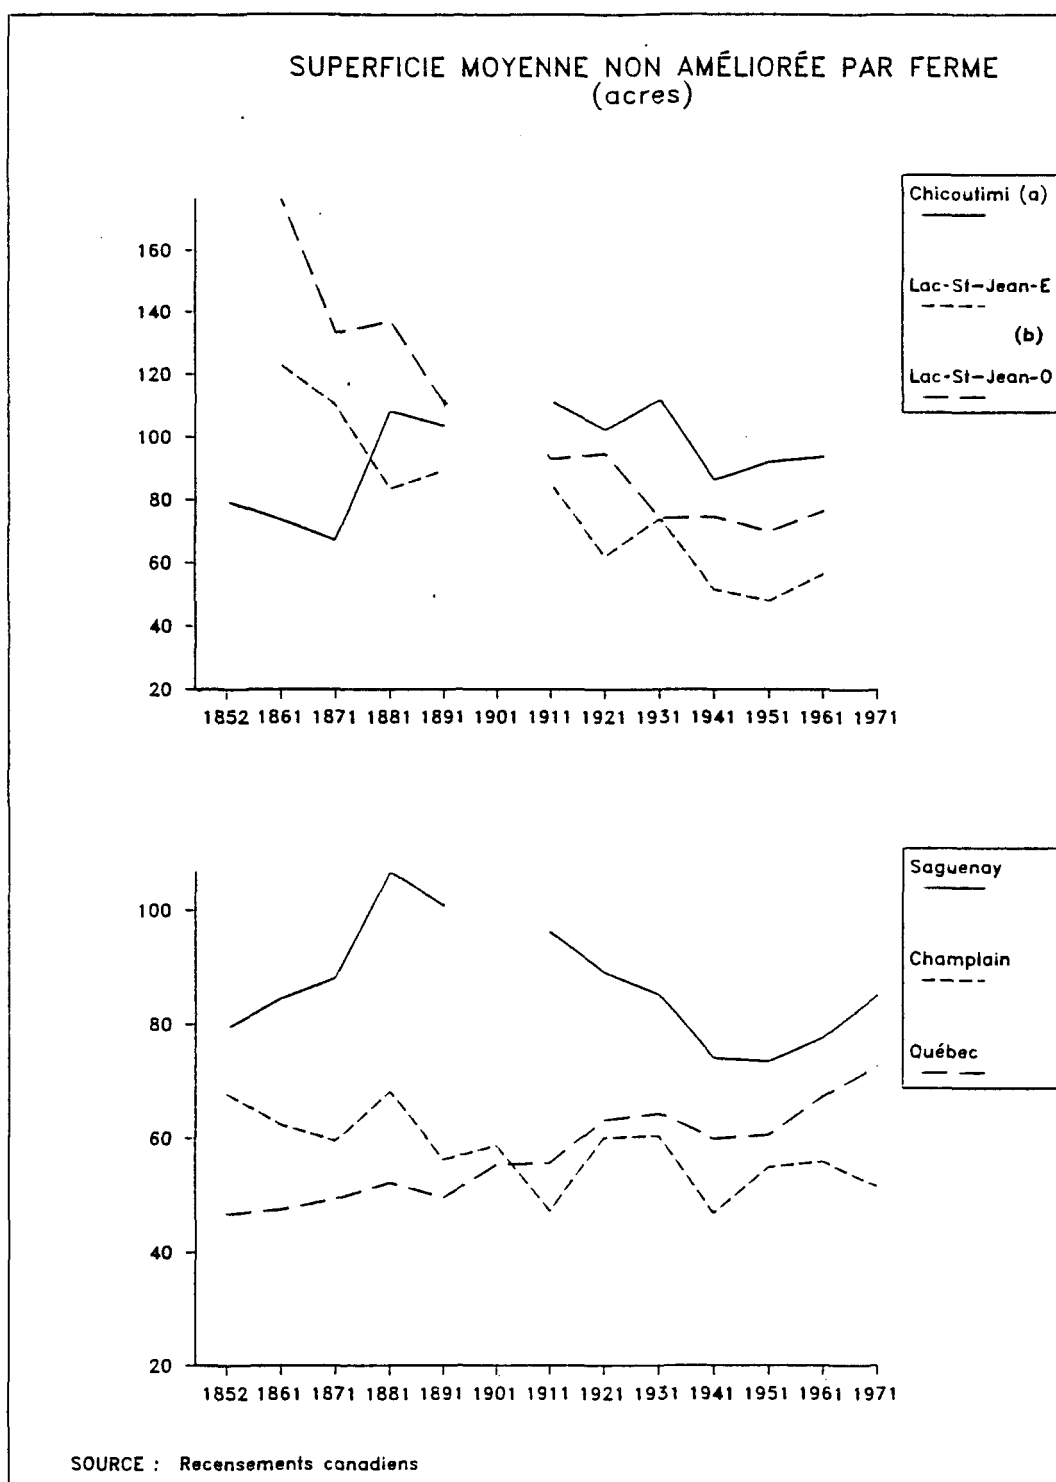 SUPERFICIE MOYENNE NON AMÉLIORÉE PAR FERME
(acres)
Chicoutimi (a)
Lac-St-Jean-E
(b)
Lac-St-Jean-O
160
140
120
100
80
60
40
20
1852 1861 1871 1881 1891 1901 1911 1921 1931 1941 1951 1961 1971
Saguenay
Champlain
Québec
100
80
60
40
20
1852 1861 1871 1881 1891 1901 1911 1921 1931 1941 1951 1961 1971
SOURCE : Recensements canadiens